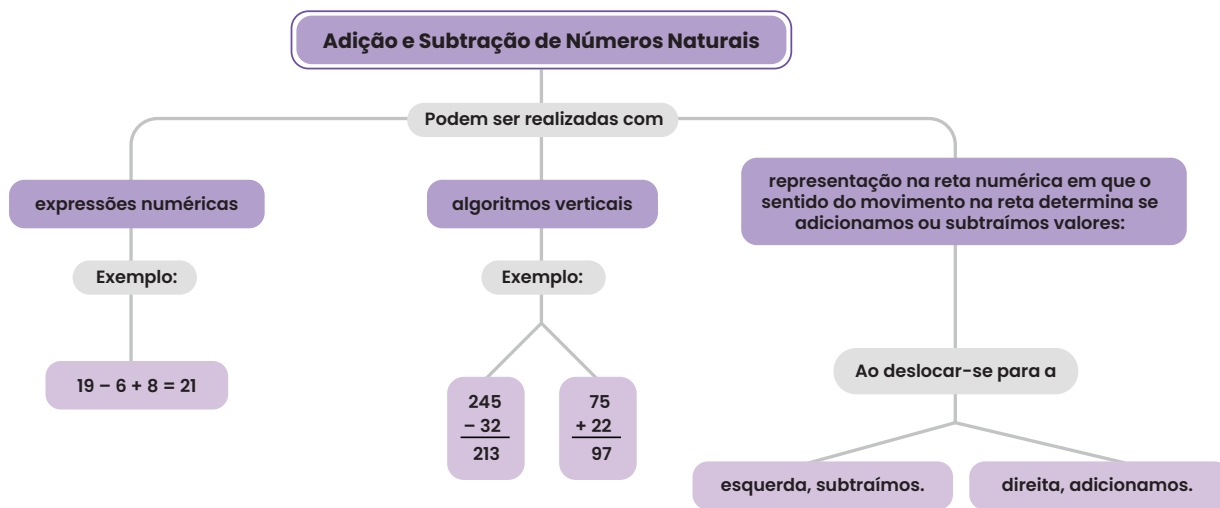 Adição e Subtração de Números Naturais
Podem ser realizadas com
expressões numéricas
Exemplo:
19 – 6 + 8 = 21
algoritmos verticais
Exemplo:
245
– 32
213
75
+ 22
97
representação na reta numérica em que o
sentido do movimento na reta determina se
adicionamos ou subtraímos valores:
Ao deslocar-se para a
esquerda, subtraímos.
direita, adicionamos.